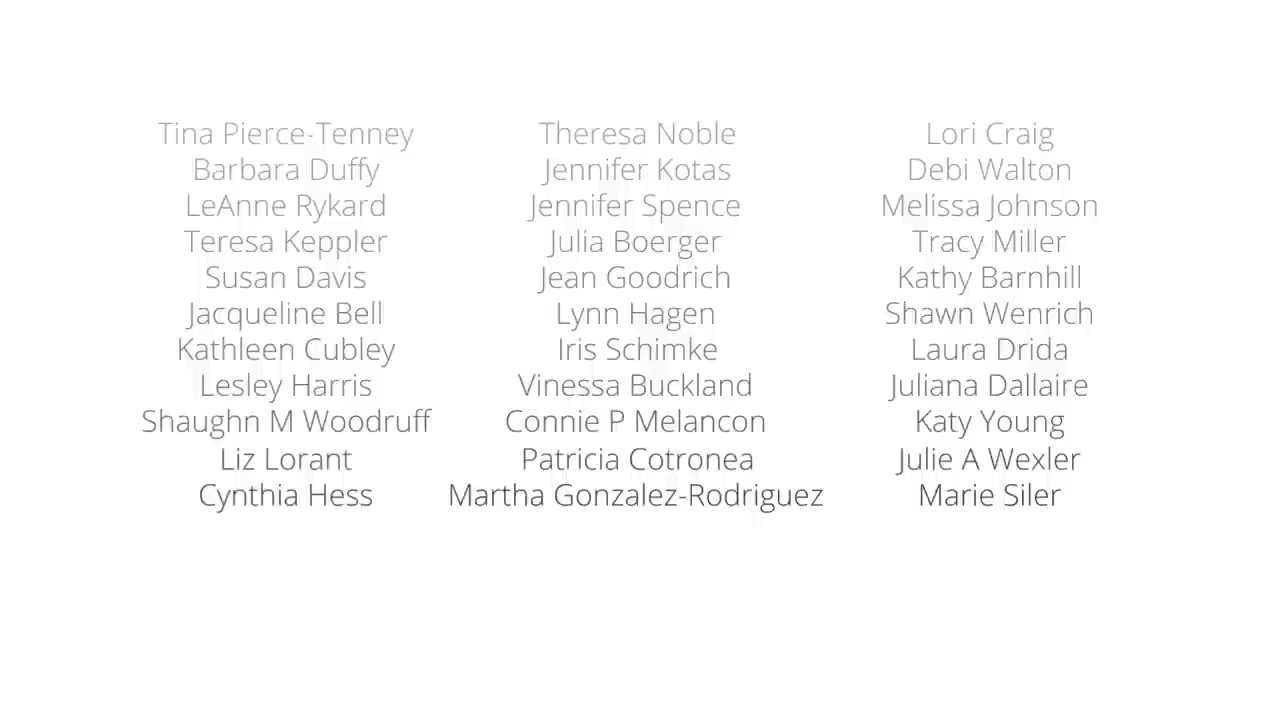 Tina Pierce-Tenney Theresa Noble Lori Craig
Barbara Duffy Jennifer Kotas Debi Walton
LeAnne Rykard Jennifer Spence Melissa Johnson
Teresa Keppler Julia Boerger Tracy Miller
Susan Davis Jean Goodrich Kathy Barnhill
Jacqueline Bell Lynn Hagen Shawn Wenrich
Kathleen Cubley Iris Schimke Laura Drida
Lesley Harris Vinessa Buckland Juliana Dallaire
Shaughn M Woodruff Connie P Melancon Katy Young
Liz Lorant Patricia Cotronea Julie A Wexler
Cynthia Hess Martha Gonzalez-Rodriguez Marie Siler